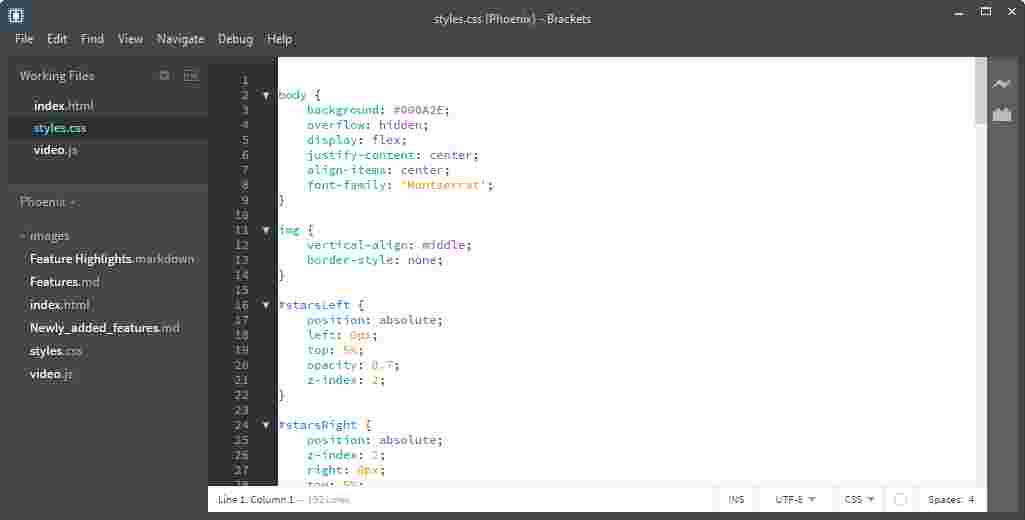 styles.css (Phoenix) - Brackets
File Edit Find View Navigate Debug Help
Working Files
index.html
styles.css
video.js
Phoenix
images
Feature Highlights.markdown
Features.md
index.html
Newly_added_features.md
styles.css
video.js
1
2 body {
3 background: #000A2E;
4 overflow: hidden;
5 display: flex;
6 justify-content: center;
7 align-items: center;
8 font-family: 'Montserrat';
9 }
10
11 img {
12 vertical-align: middle;
13 border-style: none;
14 }
15
16 #starsLeft {
17 position: absolute;
18 left: 0px;
19 top: 5%;
20 opacity: 0.7;
21 z-index: 2;
22 }
23
24 #starsRight {
25 position: absolute;
26 z-index: 2;
27 right: 0px;
28 top: 5%;
Line 1, Column 1 — 192 Lines INS UTF-8 CSS Spaces: 4